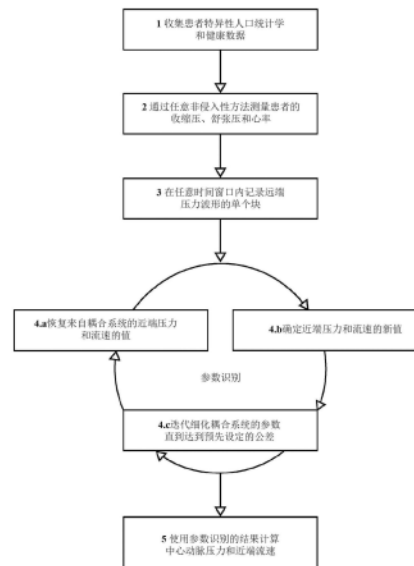 1 收集患者特异性人口统计学
和健康数据
2 通过任意非侵入性方法测量患者的
收缩压、舒张压和心率
3 在任意时间窗口内记录远端
压力波形的单个块
4.a恢复来自耦合系统的近端压力
和流速的值
4.b确定近端压力和流速的新值
参数识别
4.c迭代细化耦合系统的参数
直到达到预先设定的公差
5 使用参数识别的结果计算
中心动脉压力和近端流速